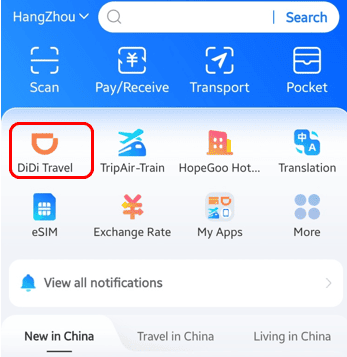 HangZhou
Search
Scan Pay/Receive Transport Pocket
DiDi Travel TripAir-Train HopeGoo Hot... Translation
中 A
eSIM Exchange Rate My Apps More
View all notifications
New in China Travel in China Living in China